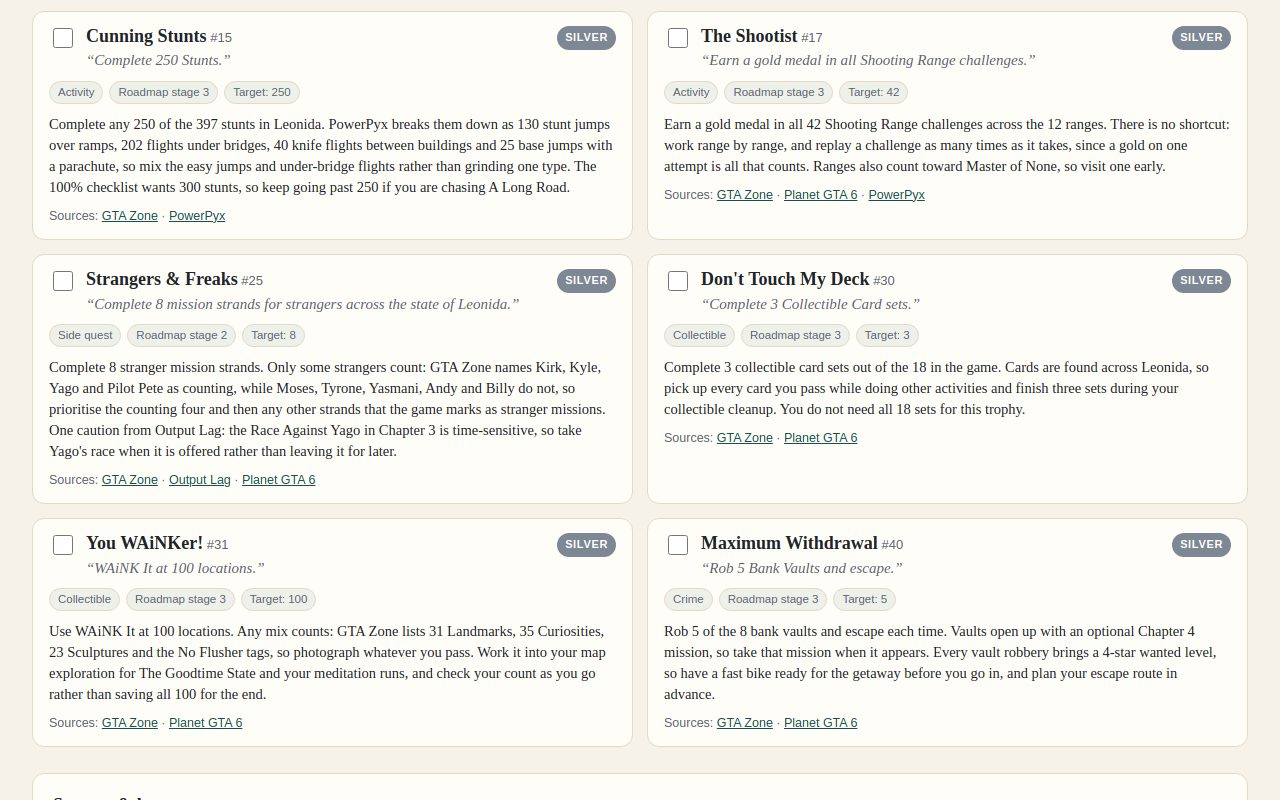 Cunning Stunts #15
SILVER
“Complete 250 Stunts.”
Activity
Roadmap stage 3
Target: 250
Complete any 250 of the 397 stunts in Leonida. PowerPyx breaks them down as 130 stunt jumps
over ramps, 202 flights under bridges, 40 knife flights between buildings and 25 base jumps with
a parachute, so mix the easy jumps and under-bridge flights rather than grinding one type. The
100% checklist wants 300 stunts, so keep going past 250 if you are chasing A Long Road.
Sources: GTA Zone · PowerPyx
The Shootist #17
SILVER
“Earn a gold medal in all Shooting Range challenges.”
Activity
Roadmap stage 3
Target: 42
Earn a gold medal in all 42 Shooting Range challenges across the 12 ranges. There is no shortcut:
work range by range, and replay a challenge as many times as it takes, since a gold on one
attempt is all that counts. Ranges also count toward Master of None, so visit one early.
Sources: GTA Zone · Planet GTA 6 · PowerPyx
Strangers & Freaks #25
SILVER
“Complete 8 mission strands for strangers across the state of Leonida.”
Side quest
Roadmap stage 2
Target: 8
Complete 8 stranger mission strands. Only some strangers count: GTA Zone names Kirk, Kyle,
Yago and Pilot Pete as counting, while Moses, Tyrone, Yasmani, Andy and Billy do not, so
prioritise the counting four and then any other strands that the game marks as stranger missions.
One caution from Output Lag: the Race Against Yago in Chapter 3 is time-sensitive, so take
Yago's race when it is offered rather than leaving it for later.
Sources: GTA Zone · Output Lag · Planet GTA 6
Don't Touch My Deck #30
SILVER
“Complete 3 Collectible Card sets.”
Collectible
Roadmap stage 3
Target: 3
Complete 3 collectible card sets out of the 18 in the game. Cards are found across Leonida, so
pick up every card you pass while doing other activities and finish three sets during your
collectible cleanup. You do not need all 18 sets for this trophy.
Sources: GTA Zone · Planet GTA 6
You WAiNKer! #31
SILVER
“WAiNK It at 100 locations.”
Collectible
Roadmap stage 3
Target: 100
Use WAiNK It at 100 locations. Any mix counts: GTA Zone lists 31 Landmarks, 35 Curiosities,
23 Sculptures and the No Flusher tags, so photograph whatever you pass. Work it into your map
exploration for The Goodtime State and your meditation runs, and check your count as you go
rather than saving all 100 for the end.
Sources: GTA Zone · Planet GTA 6
Maximum Withdrawal #40
SILVER
“Rob 5 Bank Vaults and escape.”
Crime
Roadmap stage 3
Target: 5
Rob 5 of the 8 bank vaults and escape each time. Vaults open up with an optional Chapter 4
mission, so take that mission when it appears. Every vault robbery brings a 4-star wanted level,
so have a fast bike ready for the getaway before you go in, and plan your escape route in
advance.
Sources: GTA Zone · Planet GTA 6